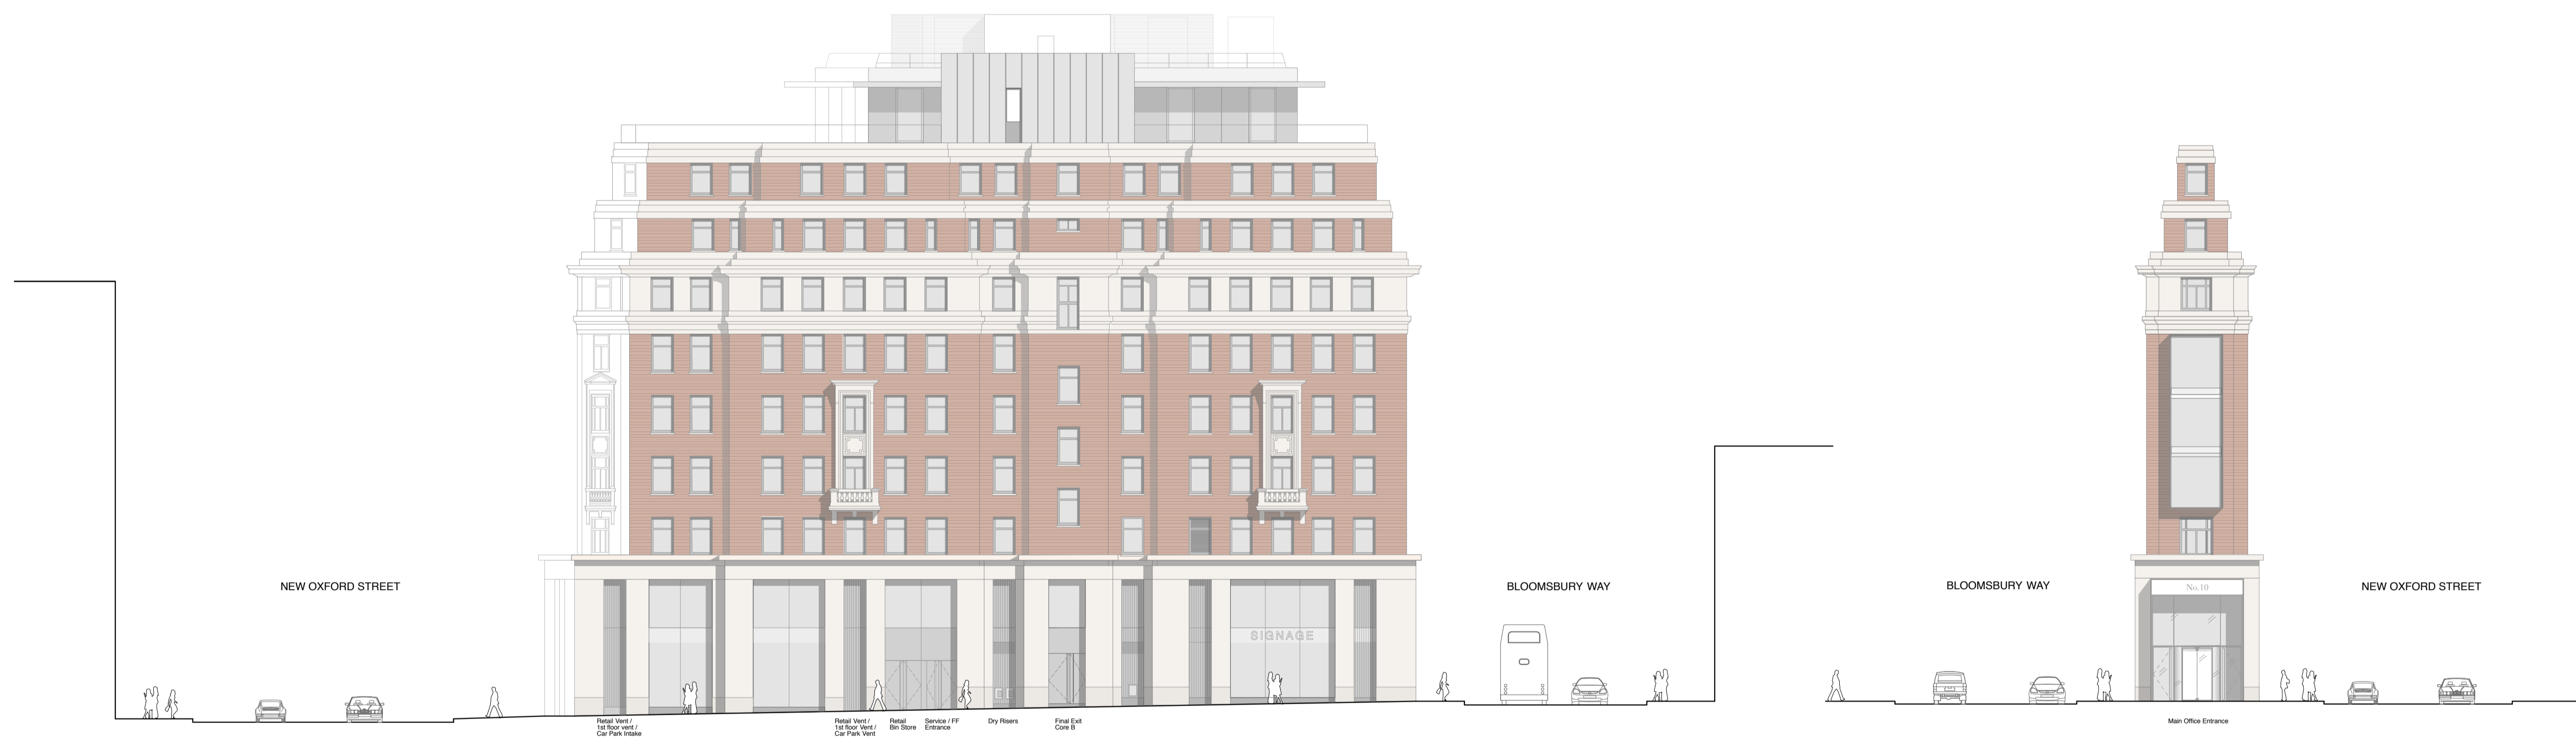 NEW OXFORD STREET
SIGNAGE
BLOOMSBURY WAY
Retail Vent /
1st floor vent /
Car Park Intake
Retail Vent /
1st floor Vent /
Car Park Vent
Retail
Bin Store
Service / FF
Entrance
Dry Risers
Final Exit
Core B
BLOOMSBURY WAY
No.10
NEW OXFORD STREET
Main Office Entrance